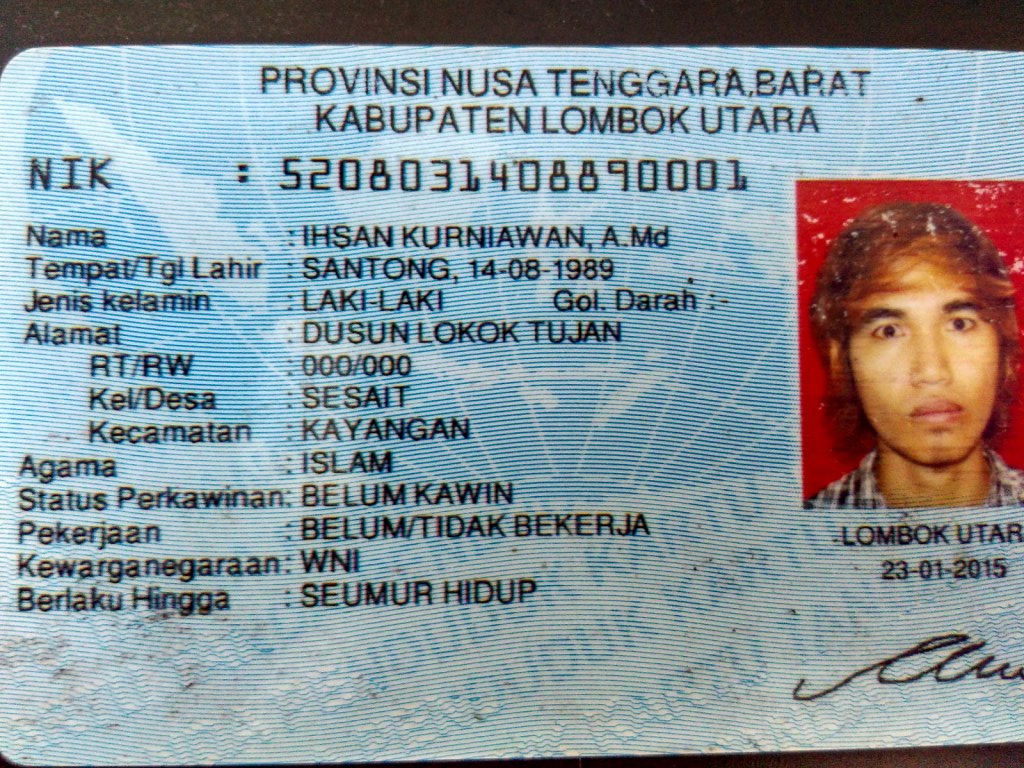 PROVINSI NUSA TENGGARA BARAT
KABUPATEN LOMBOK UTARA
NIK : 5208031408890001
Nama : IHSAN KURNIAWAN, A.Md
Tempat/Tgl Lahir : SANTONG, 14-08-1989
Jenis kelamin : LAKI-LAKI Gol. Darah :-
Alamat : DUSUN LOKOK TUJAN
RT/RW : 000/000
Kel/Desa : SESAIT
Kecamatan : KAYANGAN
Agama : ISLAM
Status Perkawinan: BELUM KAWIN
Pekerjaan : BELUM/TIDAK BEKERJA
Kewarganegaraan: WNI
Berlaku Hingga : SEUMUR HIDUP
LOMBOK UTAR
23-01-2015